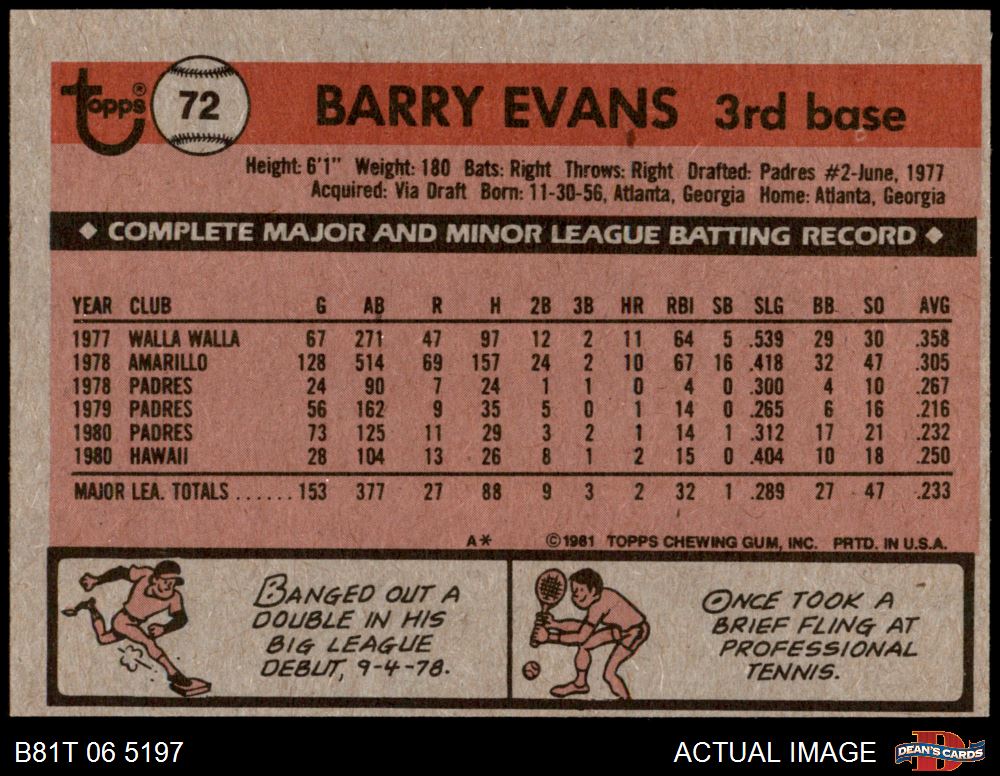 Topps® 72 BARRY EVANS 3rd base
Height: 6'1" Weight: 180 Bats: Right Throws: Right Drafted: Padres #2-June, 1977
Acquired: Via Draft Born: 11-30-56, Atlanta, Georgia Home: Atlanta, Georgia
◆ COMPLETE MAJOR AND MINOR LEAGUE BATTING RECORD ◆
YEAR CLUB G AB R H 2B 3B HR RBI SB SLG BB SO AVG
1977 WALLA WALLA 67 271 47 97 12 2 11 64 5 .539 29 30 .358
1978 AMARILLO 128 514 69 157 24 2 10 67 16 .418 32 47 .305
1978 PADRES 24 90 7 24 1 1 0 4 0 .300 4 10 .267
1979 PADRES 56 162 9 35 5 0 1 14 0 .265 6 16 .216
1980 PADRES 73 125 11 29 3 2 1 14 1 .312 17 21 .232
1980 HAWAII 28 104 13 26 8 1 2 15 0 .404 10 18 .250
MAJOR LEA. TOTALS ...... 153 377 27 88 9 3 2 32 1 .289 27 47 .233
A* ©1981 TOPPS CHEWING GUM, INC. PRTD. IN U.S.A.
BANGED OUT A
DOUBLE IN HIS
BIG LEAGUE
DEBUT, 9-4-78.
ONCE TOOK A
BRIEF FLING AT
PROFESSIONAL
TENNIS.
B81T 06 5197 ACTUAL IMAGE D DEAN'S CARDS